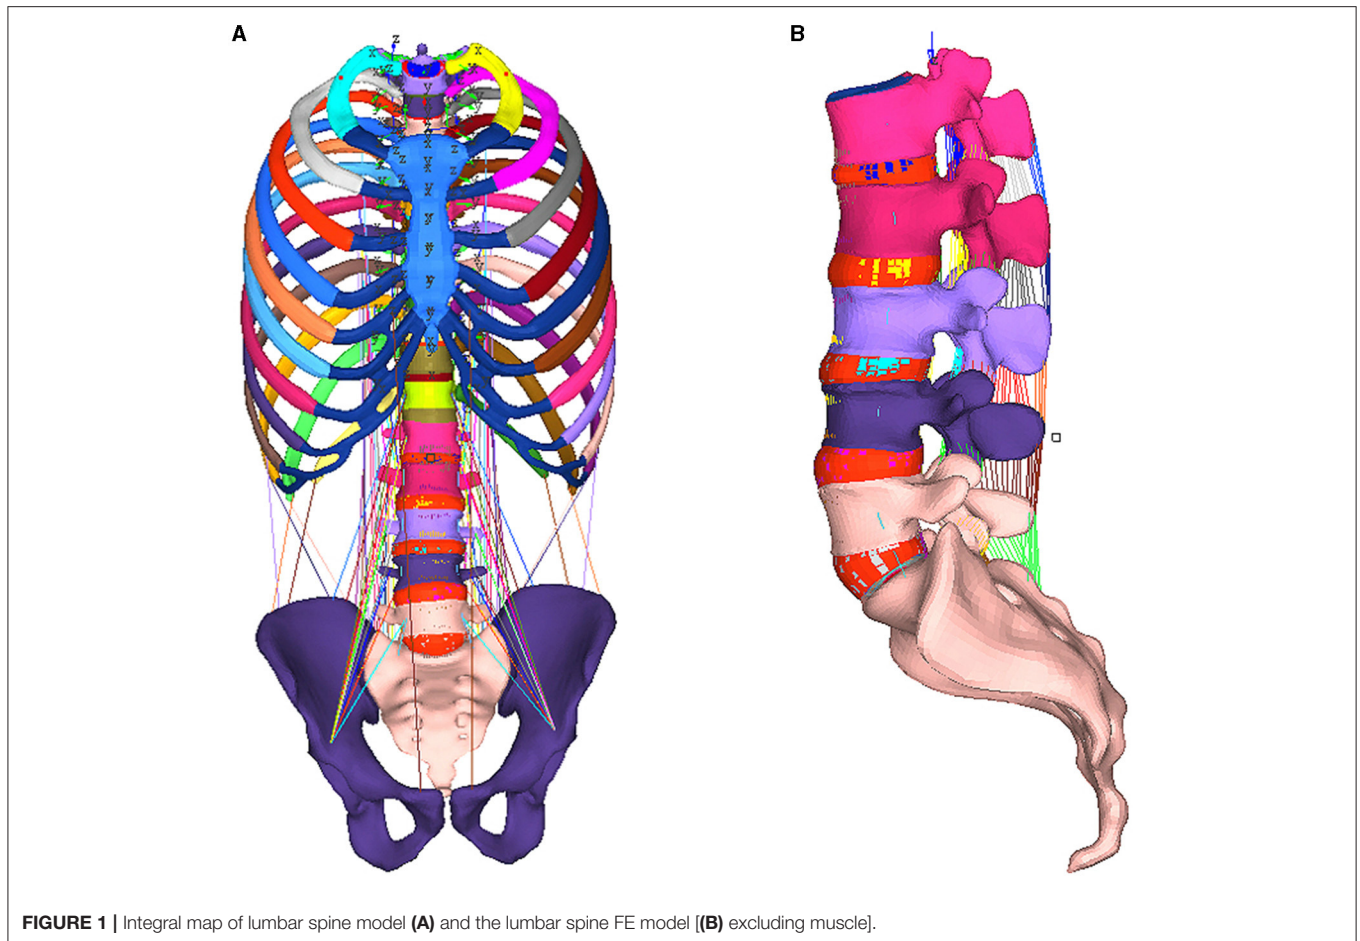 A
B
z
x
x
FIGURE 1 | Integral map of lumbar spine model (A) and the lumbar spine FE model [(B) excluding muscle].